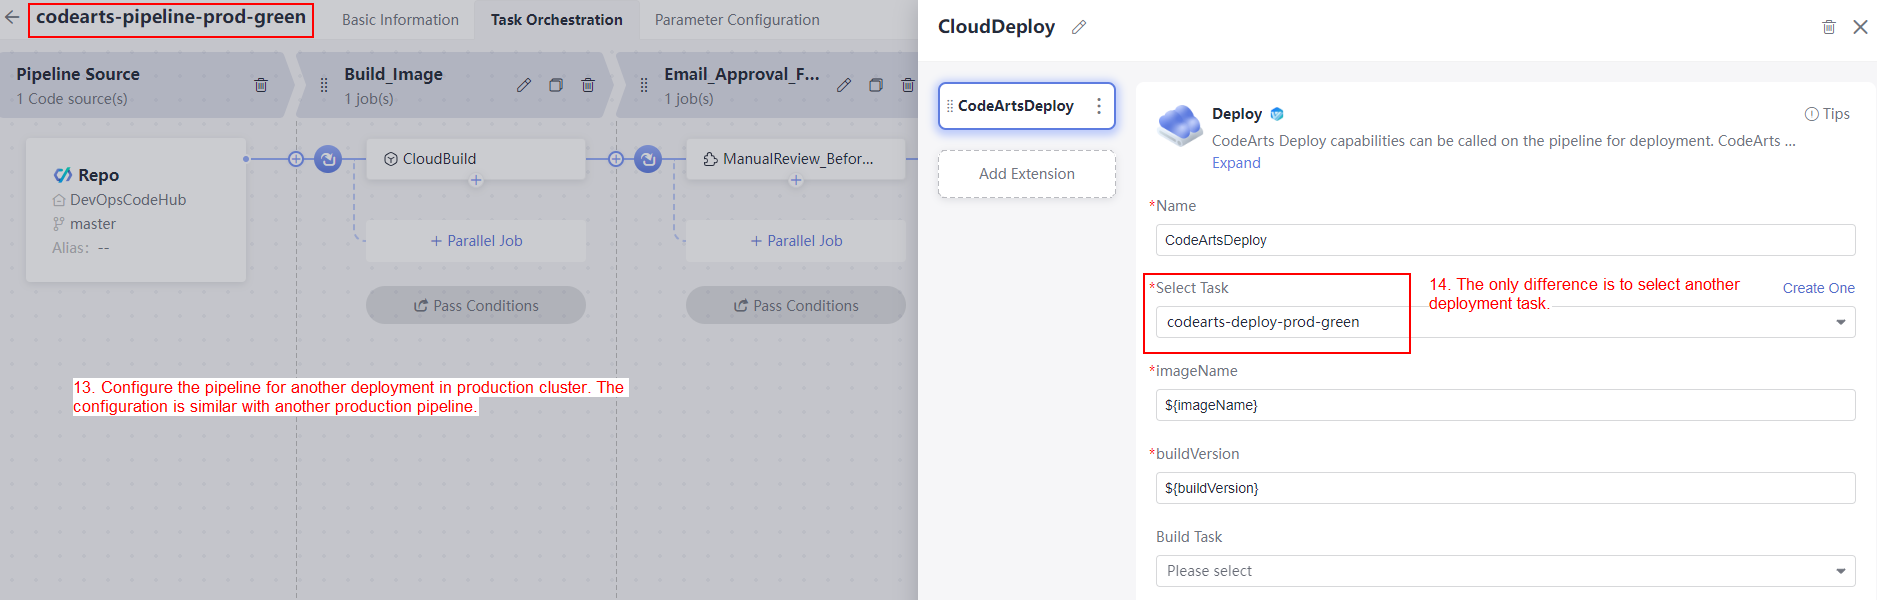 codearts-pipeline-prod-green
Basic Information
Task Orchestration
Parameter Configuration
Pipeline Source
1 Code source(s)
Build_Image
1 job(s)
Email_Approval_F...
1 job(s)
Repo
DevOpsCodeHub
master
Alias: --
CloudBuild
+ Parallel Job
Pass Conditions
ManualReview_Befor...
+ Parallel Job
Pass Conditions
13. Configure the pipeline for another deployment in production cluster. The
configuration is similar with another production pipeline.
CloudDeploy
CodeArtsDeploy
Add Extension
Deploy
Tips
CodeArts Deploy capabilities can be called on the pipeline for deployment. CodeArts ...
Expand
*Name
CodeArtsDeploy
*Select Task
14. The only difference is to select another
deployment task.
Create One
codearts-deploy-prod-green
*imageName
${imageName}
*buildVersion
${buildVersion}
Build Task
Please select